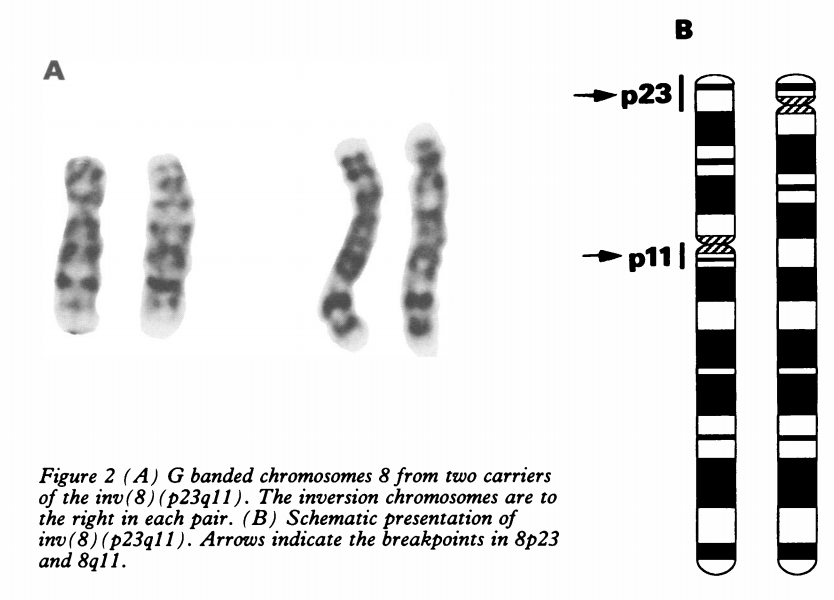 A
B
p23
p11
Figure 2 (A) G banded chromosomes 8 from two carriers
of the inv(8)(p23q11). The inversion chromosomes are to
the right in each pair. (B) Schematic presentation of
inv(8)(p23q11). Arrows indicate the breakpoints in 8p23
and 8q11.